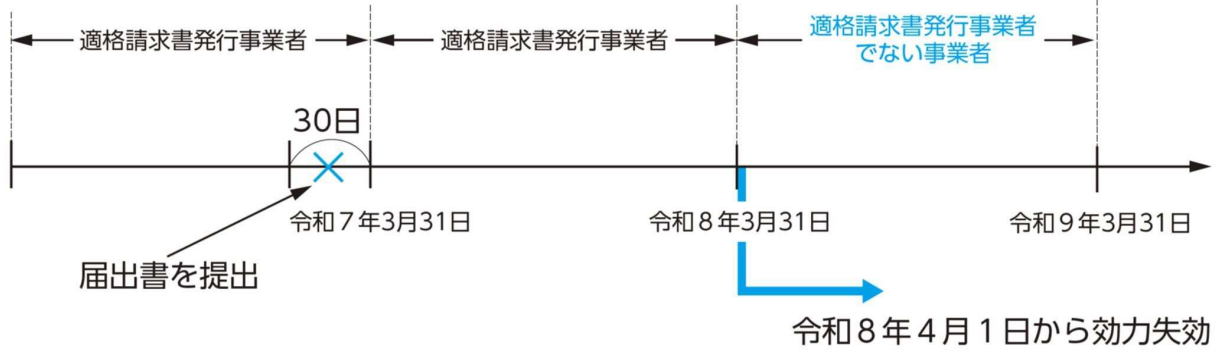 適格請求書発行事業者
適格請求書発行事業者
適格請求書発行事業者
でない事業者
30日
令和7年3月31日
令和8年3月31日
令和9年3月31日
届出書を提出
令和8年4月1日から効力失効